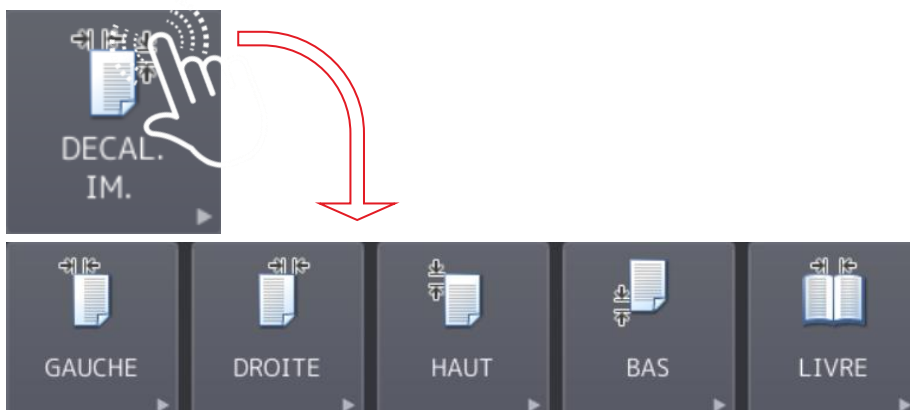 DECAL.
IM.
GAUCHE
DROITE
HAUT
BAS
LIVRE